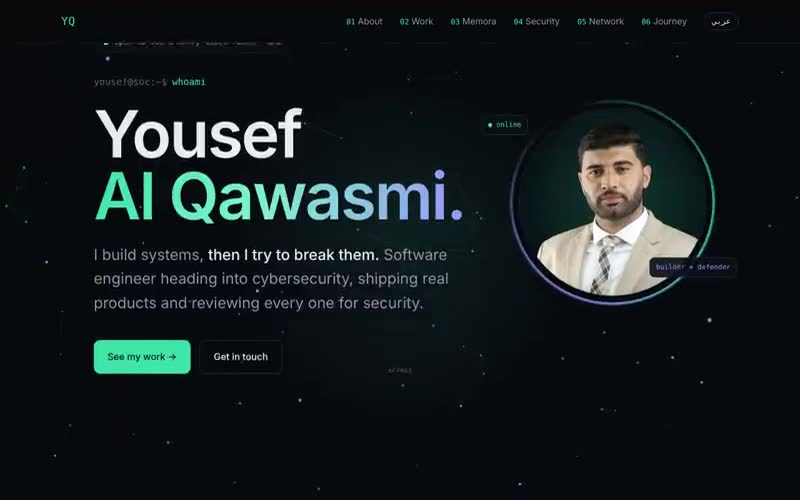 YQ
01 About 02 Work 03 Memora 04 Security 05 Network 06 Journey عربي
yousef@soc:~$ whoami
Yousef
Al Qawasmi.
online
I build systems, then I try to break them. Software
engineer heading into cybersecurity, shipping real
products and reviewing every one for security.
builder + defender
See my work → Get in touch
scroll